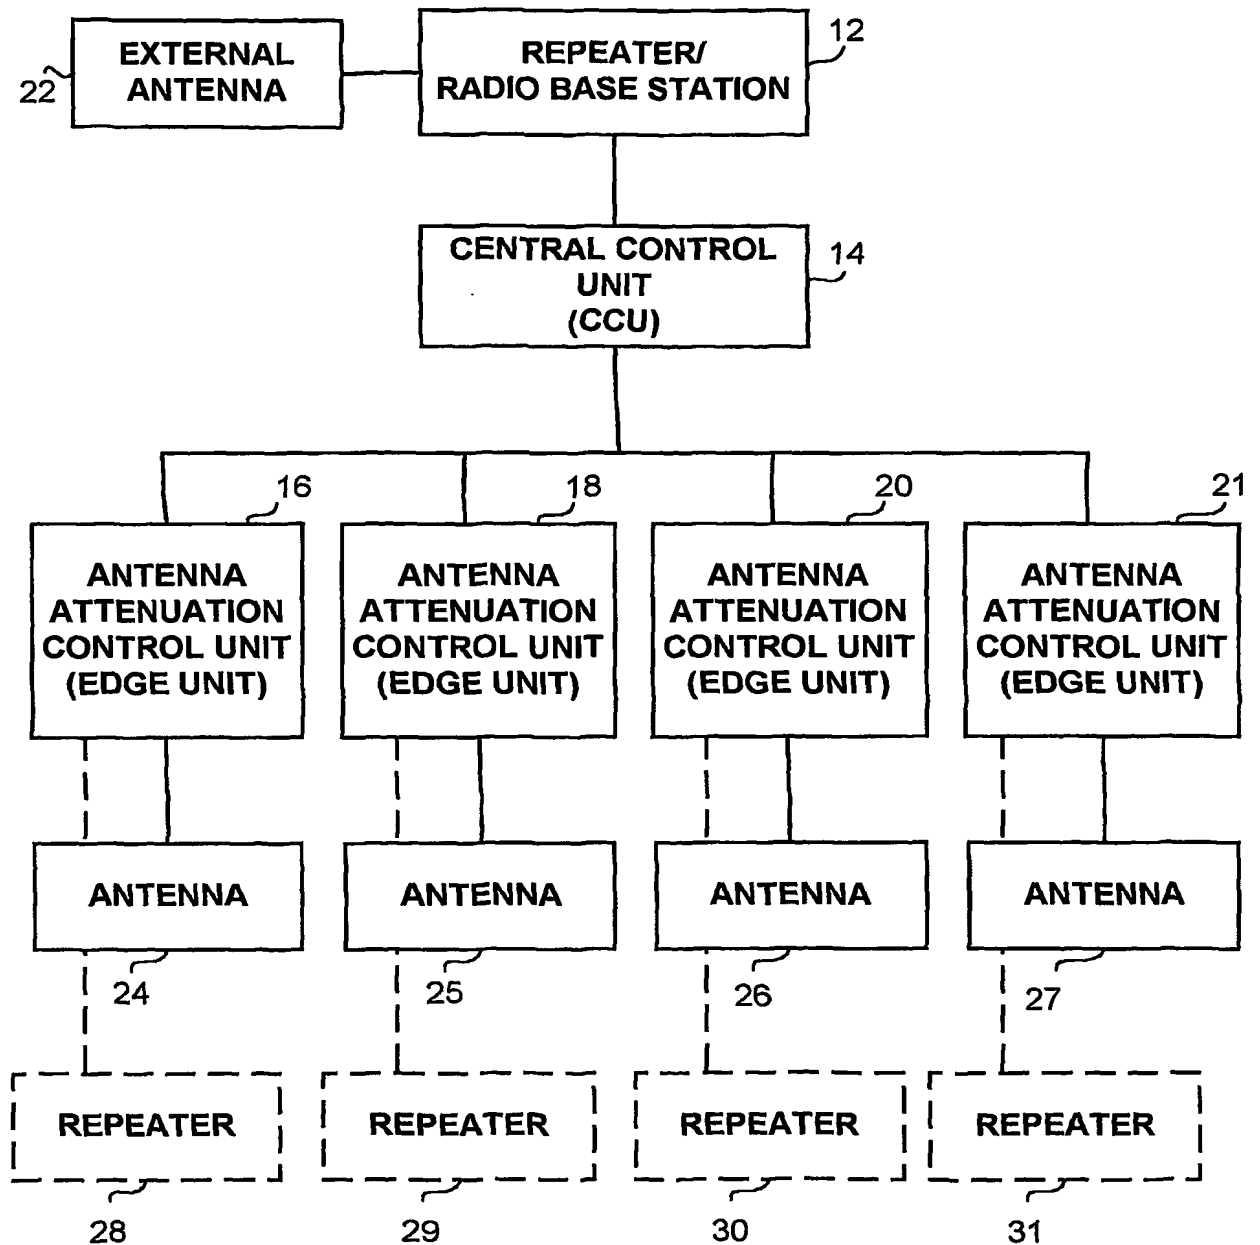 EXTERNAL
ANTENNA
22
REPEATER/
RADIO BASE STATION
12
CENTRAL CONTROL
UNIT
(CCU)
14
16
18
20
21
ANTENNA
ATTENUATION
CONTROL UNIT
(EDGE UNIT)
ANTENNA
ATTENUATION
CONTROL UNIT
(EDGE UNIT)
ANTENNA
ATTENUATION
CONTROL UNIT
(EDGE UNIT)
ANTENNA
ATTENUATION
CONTROL UNIT
(EDGE UNIT)
ANTENNA
ANTENNA
ANTENNA
ANTENNA
24
25
26
27
REPEATER
REPEATER
REPEATER
REPEATER
28
29
30
31